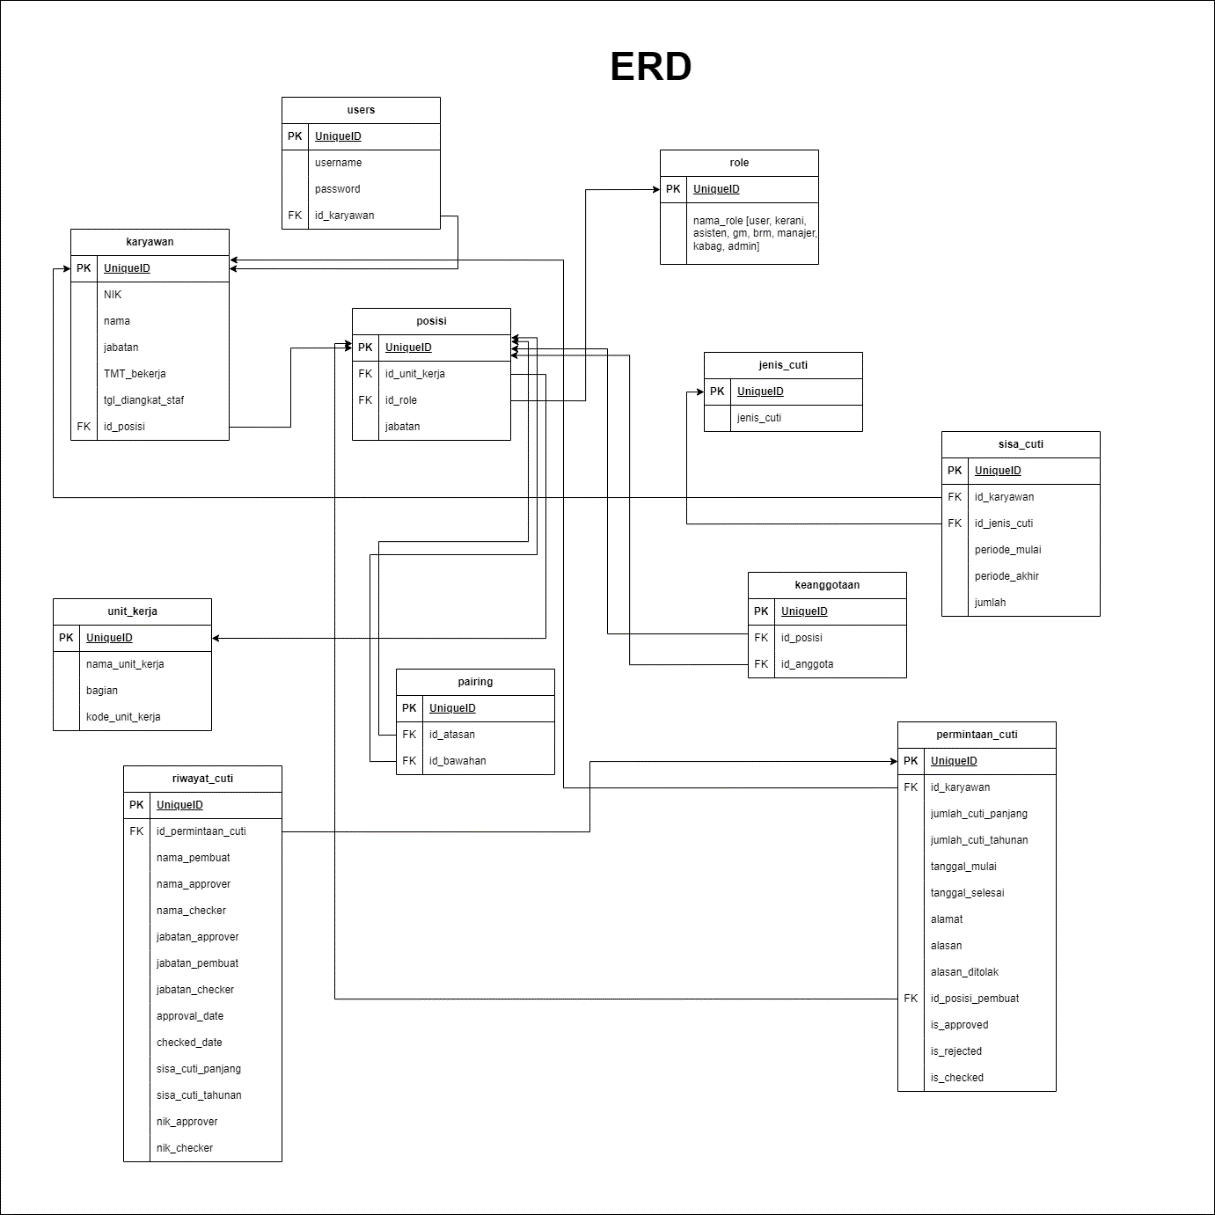 ERD
users
PK UniqueID
username
password
FK id_karyawan
role
PK UniqueID
nama_role [user, kerani,
asisten, gm, brm, manajer,
kabag, admin]
karyawan
PK UniqueID
NIK
nama
jabatan
TMT_bekerja
tgl_diangkat_staf
FK id_posisi
posisi
PK UniqueID
FK id_unit_kerja
FK id_role
jabatan
jenis_cuti
PK UniqueID
jenis_cuti
sisa_cuti
PK UniqueID
FK id_karyawan
FK id_jenis_cuti
periode_mulai
periode_akhir
jumlah
keanggotaan
PK UniqueID
FK id_posisi
FK id_anggota
unit_kerja
PK UniqueID
nama_unit_kerja
bagian
kode_unit_kerja
pairing
PK UniqueID
FK id_atasan
FK id_bawahan
permintaan_cuti
PK UniqueID
FK id_karyawan
jumlah_cuti_panjang
jumlah_cuti_tahunan
tanggal_mulai
tanggal_selesai
alamat
alasan
alasan_ditolak
FK id_posisi_pembuat
is_approved
is_rejected
is_checked
riwayat_cuti
PK UniqueID
FK id_permintaan_cuti
nama_pembuat
nama_approver
nama_checker
jabatan_approver
jabatan_pembuat
jabatan_checker
approval_date
checked_date
sisa_cuti_panjang
sisa_cuti_tahunan
nik_approver
nik_checker